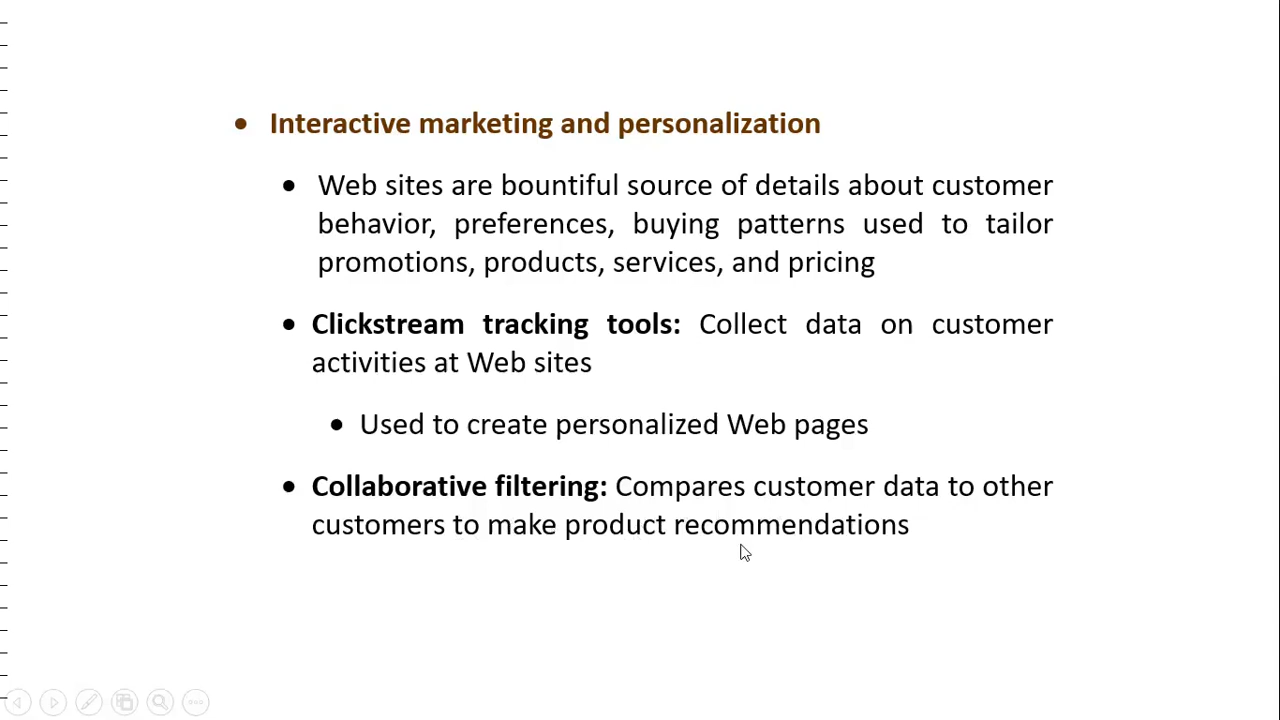 • Interactive marketing and personalization
• Web sites are bountiful source of details about customer
behavior, preferences, buying patterns used to tailor
promotions, products, services, and pricing
• Clickstream tracking tools: Collect data on customer
activities at Web sites
• Used to create personalized Web pages
• Collaborative filtering: Compares customer data to other
customers to make product recommendations